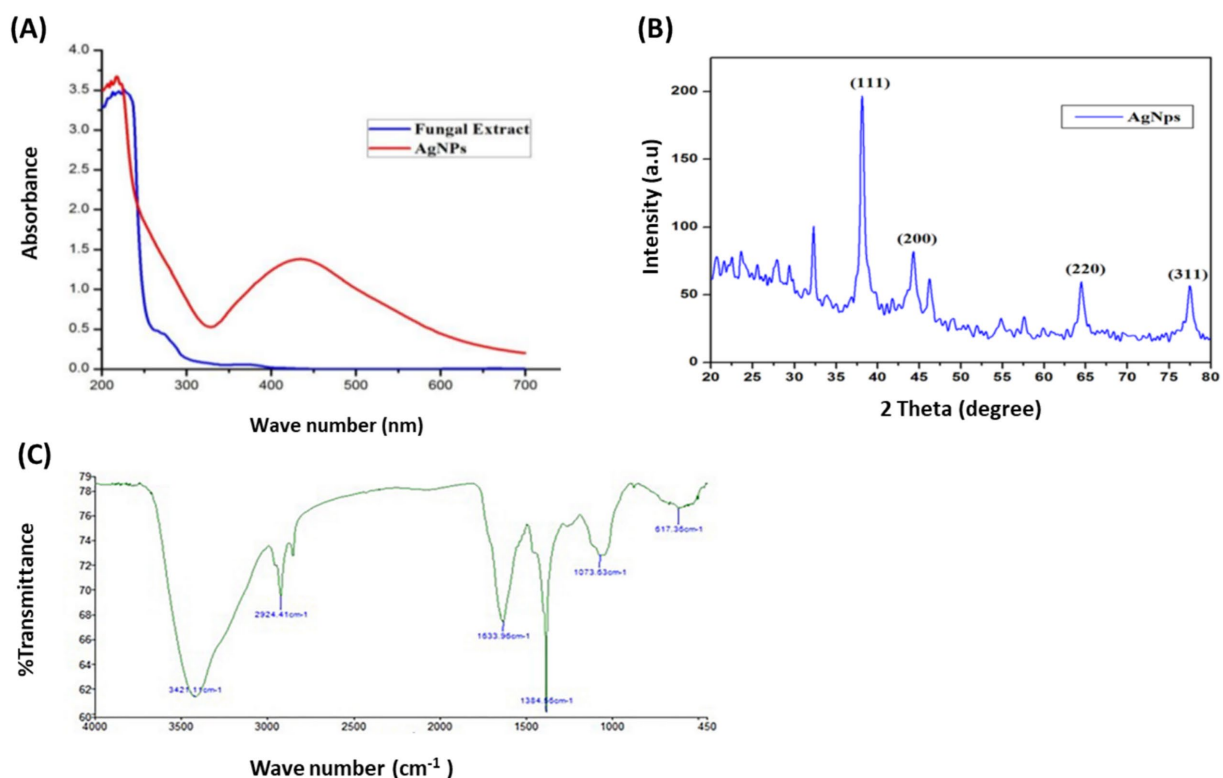 (A)
4.0
3.5
3.0
2.5
2.0
1.5
1.0
0.5
0.0
Absorbance
Fungal Extract
AgNPs
200 300 400 500 600 700
Wave number (nm)
(B)
200
150
100
50
0
Intensity (a.u)
(111)
(200)
(220)
(311)
AgNps
20 25 30 35 40 45 50 55 60 65 70 75 80
2 Theta (degree)
(C)
79
78
76
74
72
70
68
66
64
62
60
%Transmittance
3421.11cm-1
2924.41cm-1
1633.96cm-1
1384.56cm-1
1073.63cm-1
617.36cm-1
4000 3500 3000 2500 2000 1500 1000 450
Wave number (cm-1 )